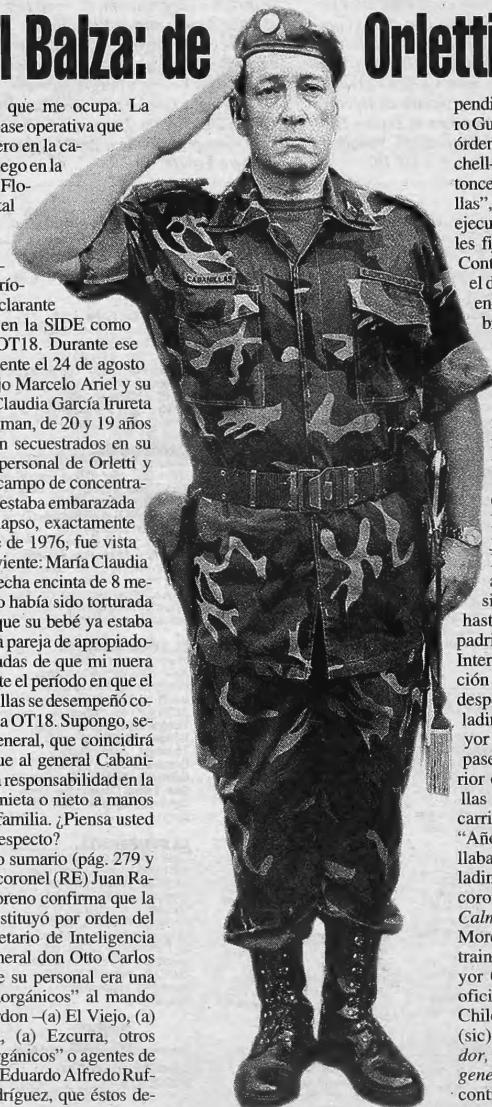 l Balza: de Orletti
que me ocupa. La
ase operativa que
ero en la ca-
ego en la
Flo-
tal
río-
clarante
en la SIDE como
OT18. Durante ese
ente el 24 de agosto
jo Marcelo Ariel y su
Claudia García Irureta
man, de 20 y 19 años
n secuestrados en su
personal de Orletti y
campo de concentra-
estaba embarazada
apso, exactamente
e de 1976, fue vista
viente: María Claudia
echa encinta de 8 me-
o había sido torturada
que su bebé ya estaba
a pareja de apropiado-
udas de que mi nuera
te el período en que el
llas se desempeñó co-
a OT18. Supongo, se-
eneral, que coincidirá
ue al general Cabani-
a responsabilidad en la
nieta o nieto a manos
familia. ¿Piensa usted
especto?
o sumario (pág. 279 y
coronel (RE) Juan Ra-
oreno confirma que la
stituyó por orden del
etario de Inteligencia
neral don Otto Carlos
e su personal era una
orgánicos" al mando
rdon –(a) El Viejo, (a)
, (a) Ezcurra, otros
rgánicos" o agentes de
Eduardo Alfredo Ruf-
dríguez, que éstos de-
CABANILLAS
pendi
ro Gu
órden
chell-
tonce
llas",
ejecu
les fi
Cont
el d
en
b
a
si
hast
padri
Inter
ción
desp
ladin
yor
pase
rior
llas
carri
"Año
llaba
ladin
coro
Calm
More
train
yor
ofici
Chile
(sic)
dor,
gene
cont